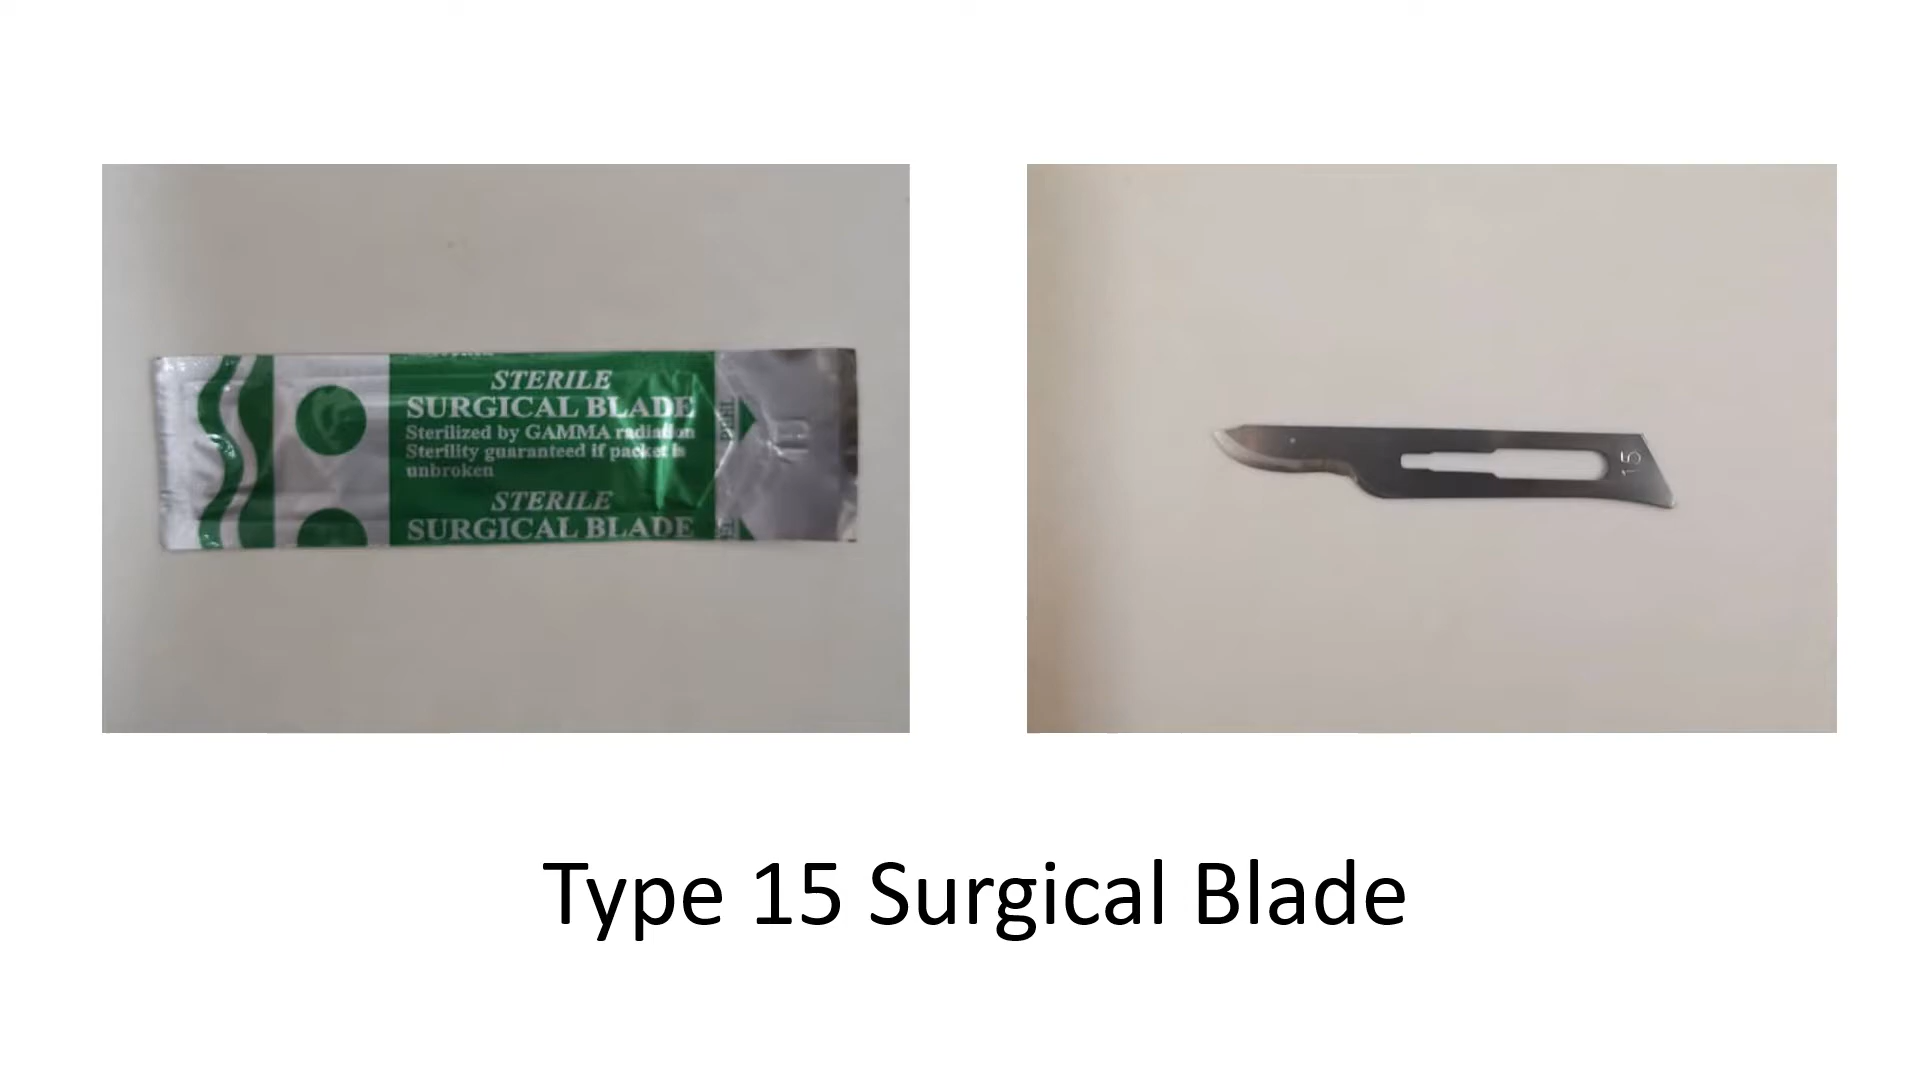 STERILE
SURGICAL BLADE
Sterilized by GAMMA radiation
Sterility guaranteed if packet is
unbroken
STERILE
SURGICAL BLADE
PEEL
15
Type 15 Surgical Blade